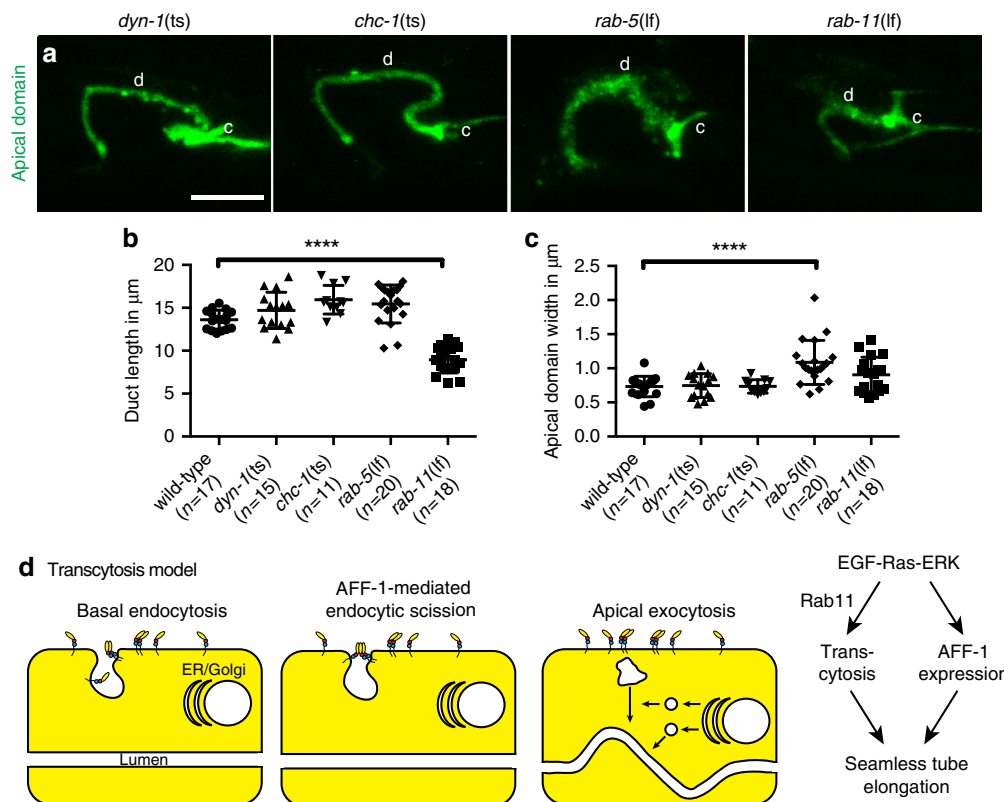 dyn-1(ts)
chc-1(ts)
rab-5(lf)
rab-11(lf)
Apical domain
a
d
c
d
c
d
c
d
c
b
****
Duct length in μm
20
15
10
5
0
wild-type
(n=17)
dyn-1(ts)
(n=15)
chc-1(ts)
(n=11)
rab-5(lf)
(n=20)
rab-11(lf)
(n=18)
c
****
Apical domain width in μm
2.5
2.0
1.5
1.0
0.5
0.0
wild-type
(n=17)
dyn-1(ts)
(n=15)
chc-1(ts)
(n=11)
rab-5(lf)
(n=20)
rab-11(lf)
(n=18)
d Transcytosis model
Basal endocytosis
ER/Golgi
Lumen
AFF-1-mediated
endocytic scission
Apical exocytosis
EGF-Ras-ERK
Rab11
Trans-
cytosis
AFF-1
expressior
Seamless tube
elongation